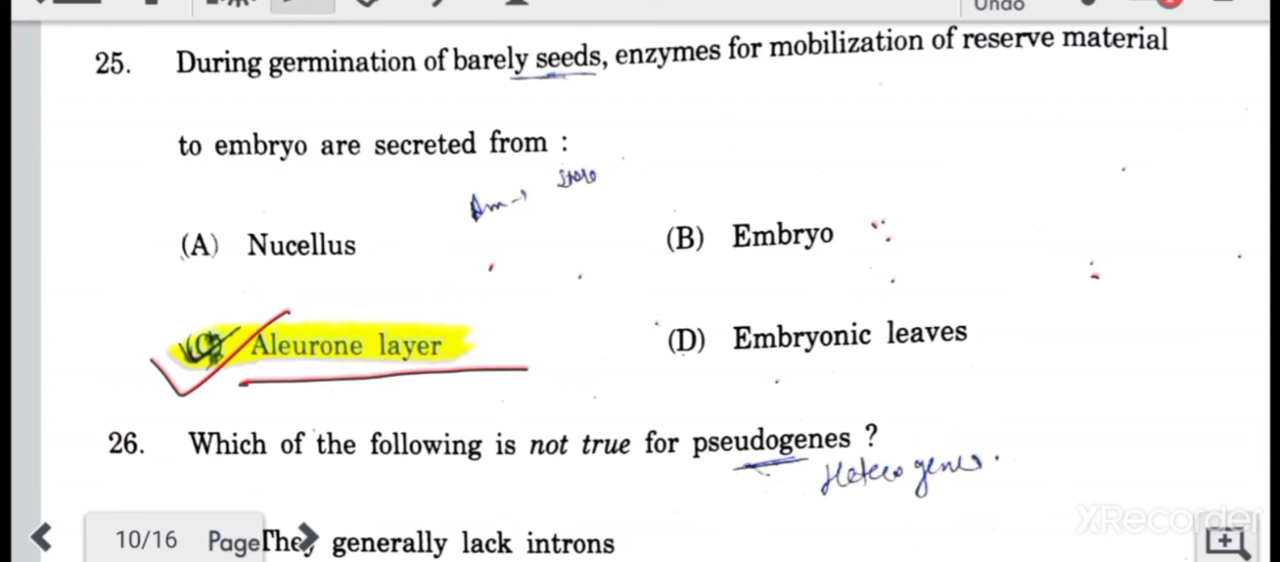 Undo
25. During germination of barely seeds, enzymes for mobilization of reserve material
to embryo are secreted from :
(A) Nucellus (B) Embryo
(C) Aleurone layer (D) Embryonic leaves
26. Which of the following is not true for pseudogenes ?
Hetero genes.
10/16 Page They generally lack introns
XRecorder